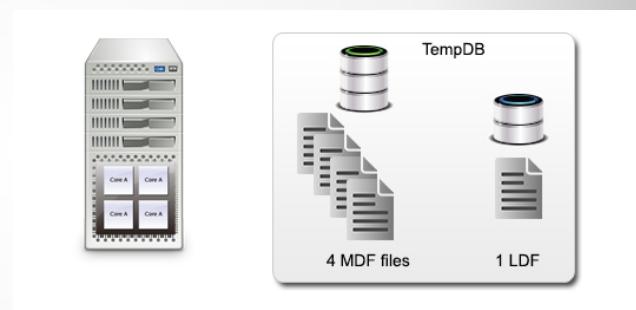 TempDB
Core A Core A
Core A Core A
4 MDF files
1 LDF